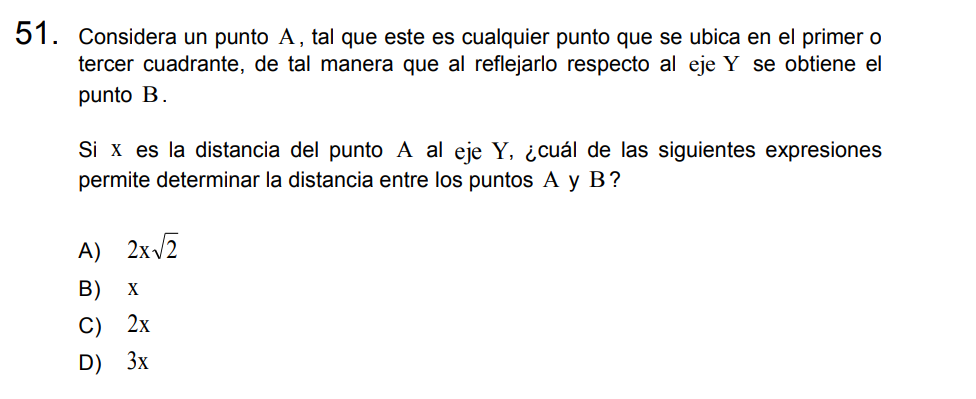 51. Considera un punto A, tal que este es cualquier punto que se ubica en el primer o
tercer cuadrante, de tal manera que al reflejarlo respecto al eje Y se obtiene el
punto B.
Si x es la distancia del punto A al eje Y, ¿cuál de las siguientes expresiones
permite determinar la distancia entre los puntos A y B?
A) 2x√2
B) x
C) 2x
D) 3x